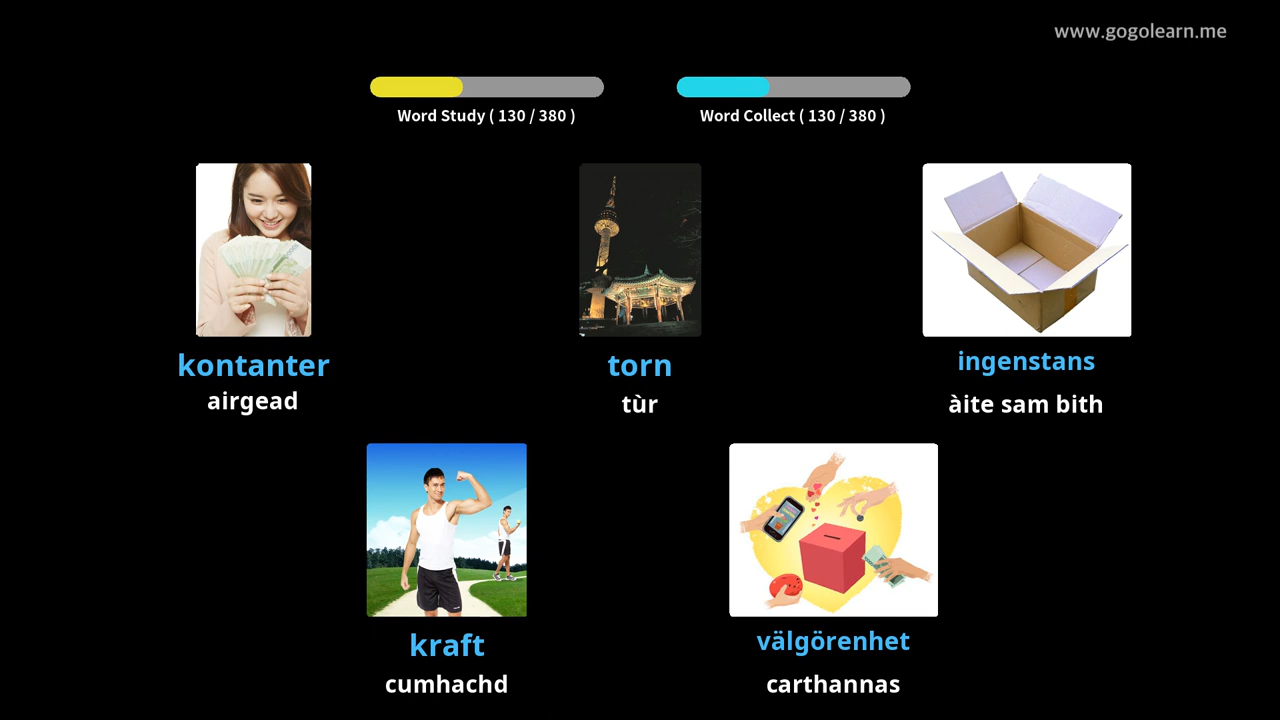 www.gogolearn.me
Word Study ( 130 / 380 )
Word Collect ( 130 / 380 )
kontanter
airgead
torn
tùr
ingenstans
àite sam bith
kraft
cumhachd
välgörenhet
carthannas